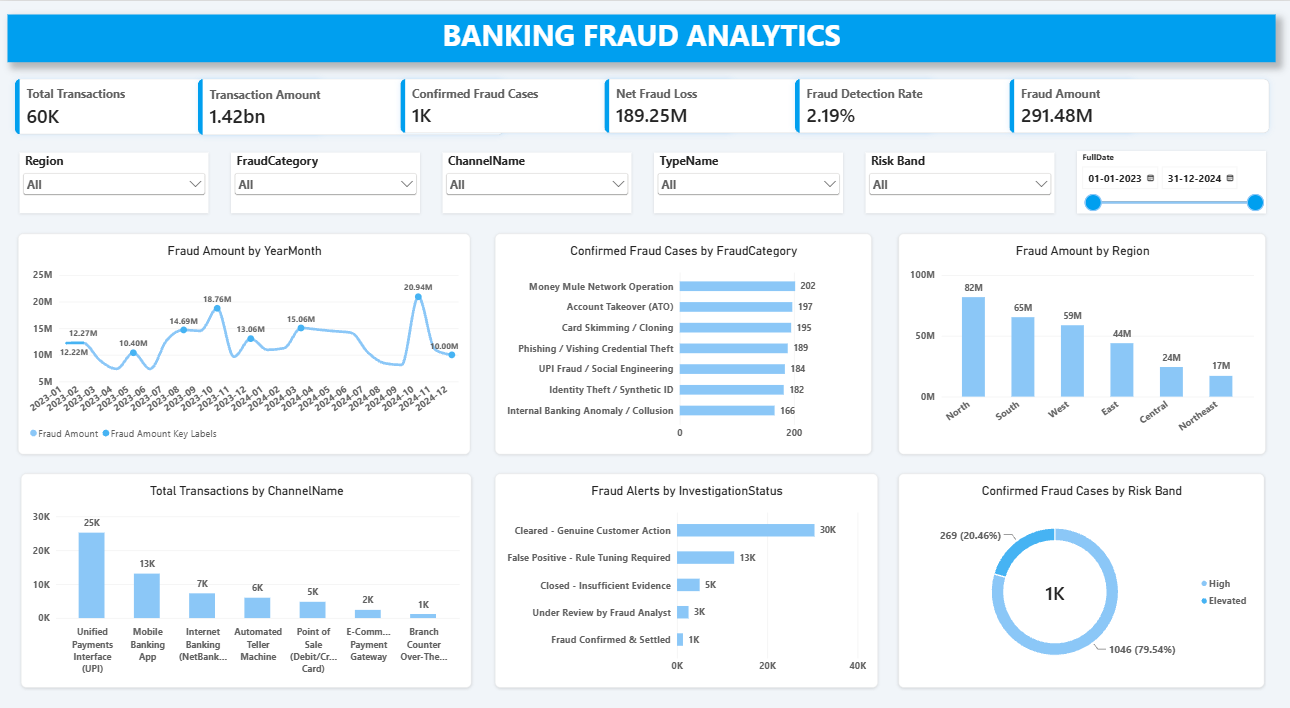 BANKING FRAUD ANALYTICS
Total Transactions
60K
Transaction Amount
1.42bn
Confirmed Fraud Cases
1K
Net Fraud Loss
189.25M
Fraud Detection Rate
2.19%
Fraud Amount
291.48M
Region
All
FraudCategory
All
ChannelName
All
TypeName
All
Risk Band
All
FullDate
01-01-2023 31-12-2024
Fraud Amount by YearMonth
25M
20M
15M
10M
5M
12.27M
12.22M
10.40M
14.69M
18.76M
13.06M
15.06M
20.94M
10.00M
2023-01
2023-02
2023-03
2023-04
2023-05
2023-06
2023-07
2023-08
2023-09
2023-10
2023-11
2023-12
2024-01
2024-02
2024-03
2024-04
2024-05
2024-06
2024-07
2024-08
2024-09
2024-10
2024-11
2024-12
Fraud Amount
Fraud Amount Key Labels
Confirmed Fraud Cases by FraudCategory
Money Mule Network Operation 202
Account Takeover (ATO) 197
Card Skimming / Cloning 195
Phishing / Vishing Credential Theft 189
UPI Fraud / Social Engineering 184
Identity Theft / Synthetic ID 182
Internal Banking Anomaly / Collusion 166
0 200
Fraud Amount by Region
100M
50M
0M
82M
65M
59M
44M
24M
17M
North
South
West
East
Central
Northeast
Total Transactions by ChannelName
30K
20K
10K
0K
25K
13K
7K
6K
5K
2K
1K
Unified
Payments
Interface
(UPI)
Mobile
Banking
App
Internet
Banking
(NetBank...
Automated
Teller
Machine
Point of
Sale
(Debit/Cr...
Card)
E-Comm...
Payment
Gateway
Branch
Counter
Over-The...
Fraud Alerts by InvestigationStatus
Cleared - Genuine Customer Action 30K
False Positive - Rule Tuning Required 13K
Closed - Insufficient Evidence 5K
Under Review by Fraud Analyst 3K
Fraud Confirmed & Settled 1K
0K 20K 40K
Confirmed Fraud Cases by Risk Band
269 (20.46%)
1K
1046 (79.54%)
High
Elevated